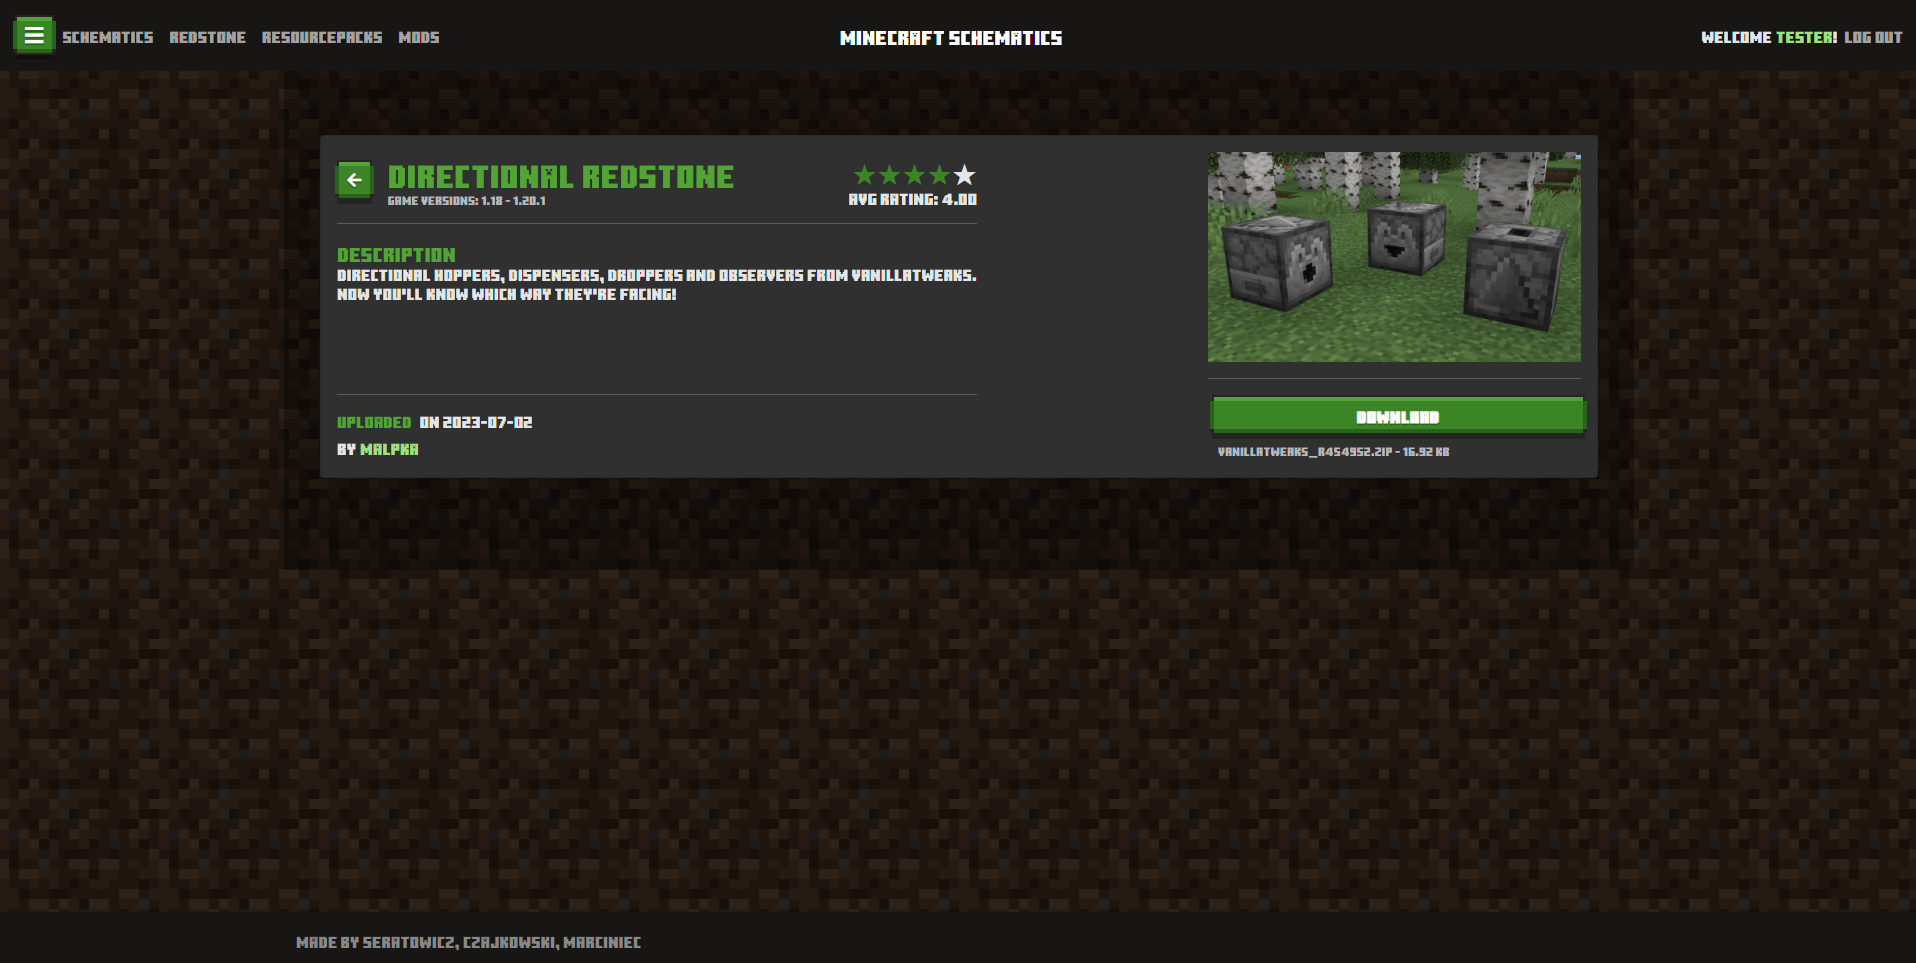 SCHEMATICS REDSTONE RESOURCEPACKS MODS
MINECRAFT SCHEMATICS
WELCOME TESTER! LOG OUT
DIRECTIONAL REDSTONE
GAME VERSIONS: 1.18 - 1.20.1
AVG RATING: 4.00
DESCRIPTION
DIRECTIONAL HOPPERS, DISPENSERS, DROPPERS AND OBSERVERS FROM VANILLATWEAKS.
NOW YOU'LL KNOW WHICH WAY THEY'RE FACING!
UPLOADED ON 2023-07-02
BY MALPKA
DOWNLOAD
VANILLATWEAKS_R454952.ZIP - 16.92 KB
MADE BY SERATOWICZ, CZAJKOWSKI, MARCINIEC